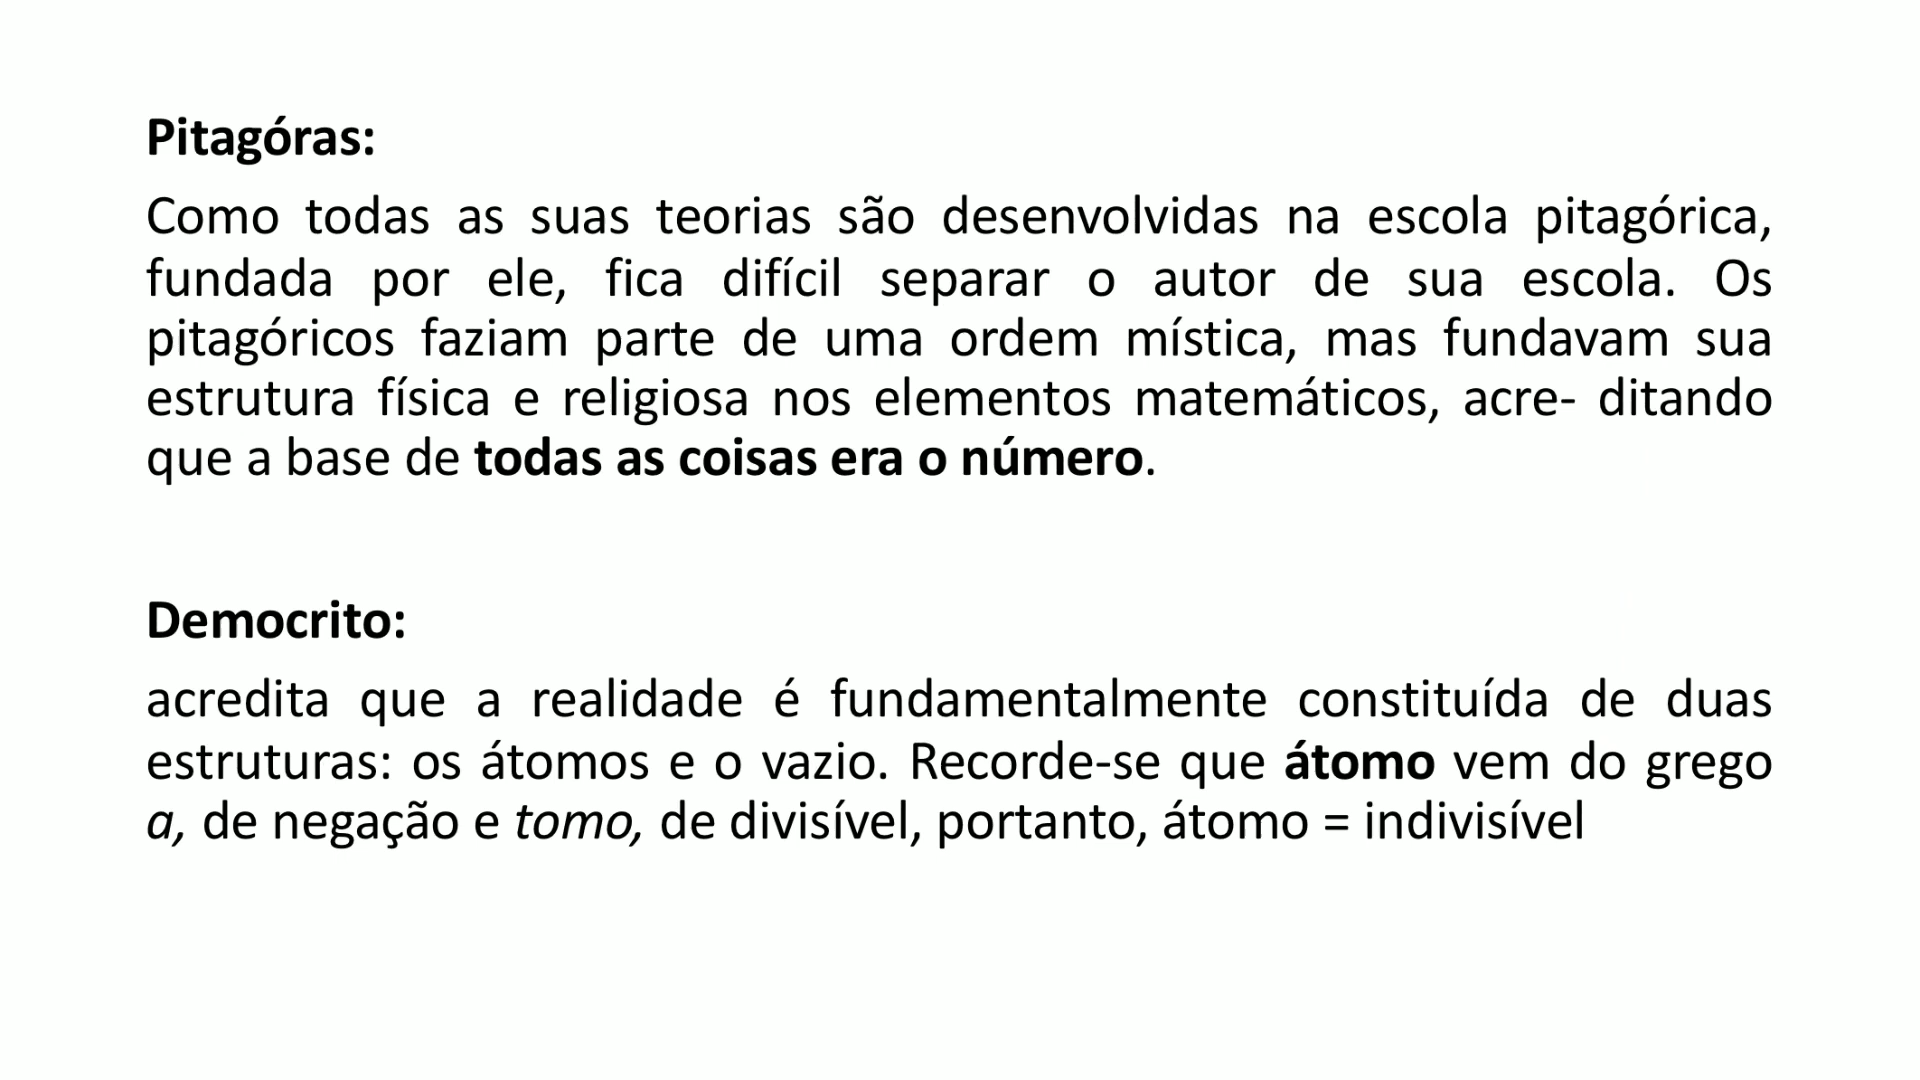 Pitagóras:
Como todas as suas teorias são desenvolvidas na escola pitagórica,
fundada por ele, fica difícil separar o autor de sua escola. Os
pitagóricos faziam parte de uma ordem mística, mas fundavam sua
estrutura física e religiosa nos elementos matemáticos, acre- ditando
que a base de todas as coisas era o número.
Democrito:
acredita que a realidade é fundamentalmente constituída de duas
estruturas: os átomos e o vazio. Recorde-se que átomo vem do grego
a, de negação e tomo, de divisível, portanto, átomo = indivisível